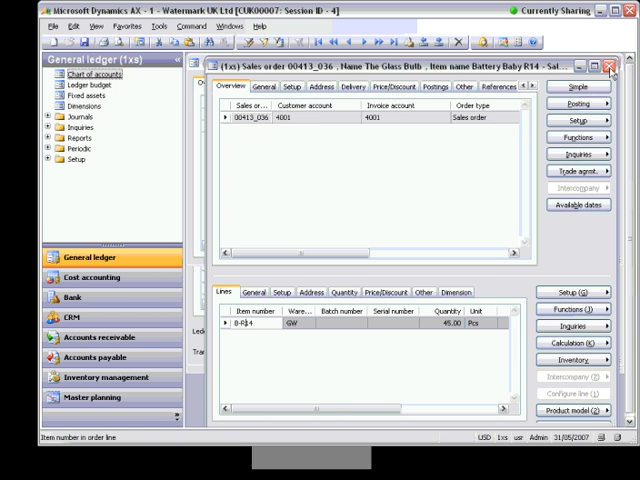 Microsoft Dynamics AX - 1 - Watermark UK Ltd [CUK00007: Session ID - 4]
Currently Sharing
File Edit View Favorites Tools Command Windows Help
General ledger (1xs)
Chart of accounts
Ledger budget
Fixed assets
Dimensions
Journals
Inquiries
Reports
Periodic
Setup
General ledger
Cost accounting
Bank
CRM
Accounts receivable
Accounts payable
Inventory management
Master planning
(1xs) Sales order 00413_036 , Name The Glass Bulb , Item name Battery Baby R14 - Sal...
Overview General Setup Address Delivery Price/Discount Postings Other References
Sales or... Customer account Invoice account Order type
00413_036 4001 4001 Sales order
Simple
Posting
Setup
Functions
Inquiries
Trade agrmt.
Intercompany
Available dates
Lines General Setup Address Quantity Price/Discount Other Dimension
Item number Ware... Batch number Serial number Quantity Unit
B-R14 GW 45.00 Pcs
Setup (G)
Functions (J)
Inquiries
Calculation (K)
Inventory
Configure line (1)
Product model (2)
Item number in order line
USD 1xs usr Admin 31/05/2007